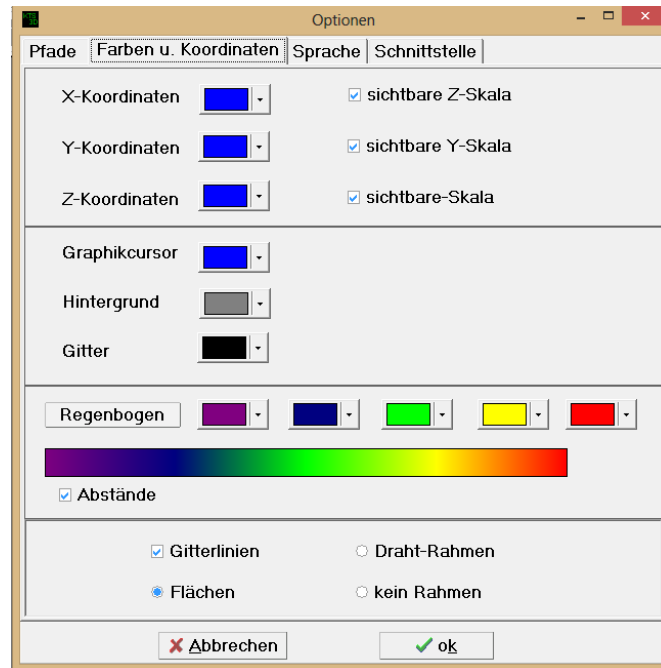 Optionen
Pfade Farben u. Koordinaten Sprache Schnittstelle
X-Koordinaten sichtbare Z-Skala
Y-Koordinaten sichtbare Y-Skala
Z-Koordinaten sichtbare-Skala
Graphikcursor
Hintergrund
Gitter
Regenbogen
Abstände
Gitterlinien Draht-Rahmen
Flächen kein Rahmen
Abbrechen ok